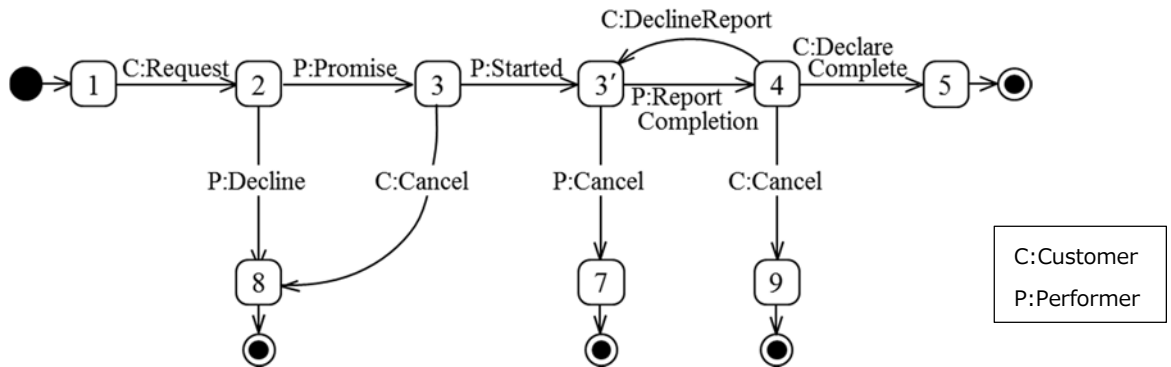 C:DeclineReport
C:Request
P:Promise
P:Started
C:Declare
Complete
1
2
3
3′
4
5
P:Report
Completion
P:Decline
C:Cancel
P:Cancel
C:Cancel
8
7
9
C:Customer
P:Performer